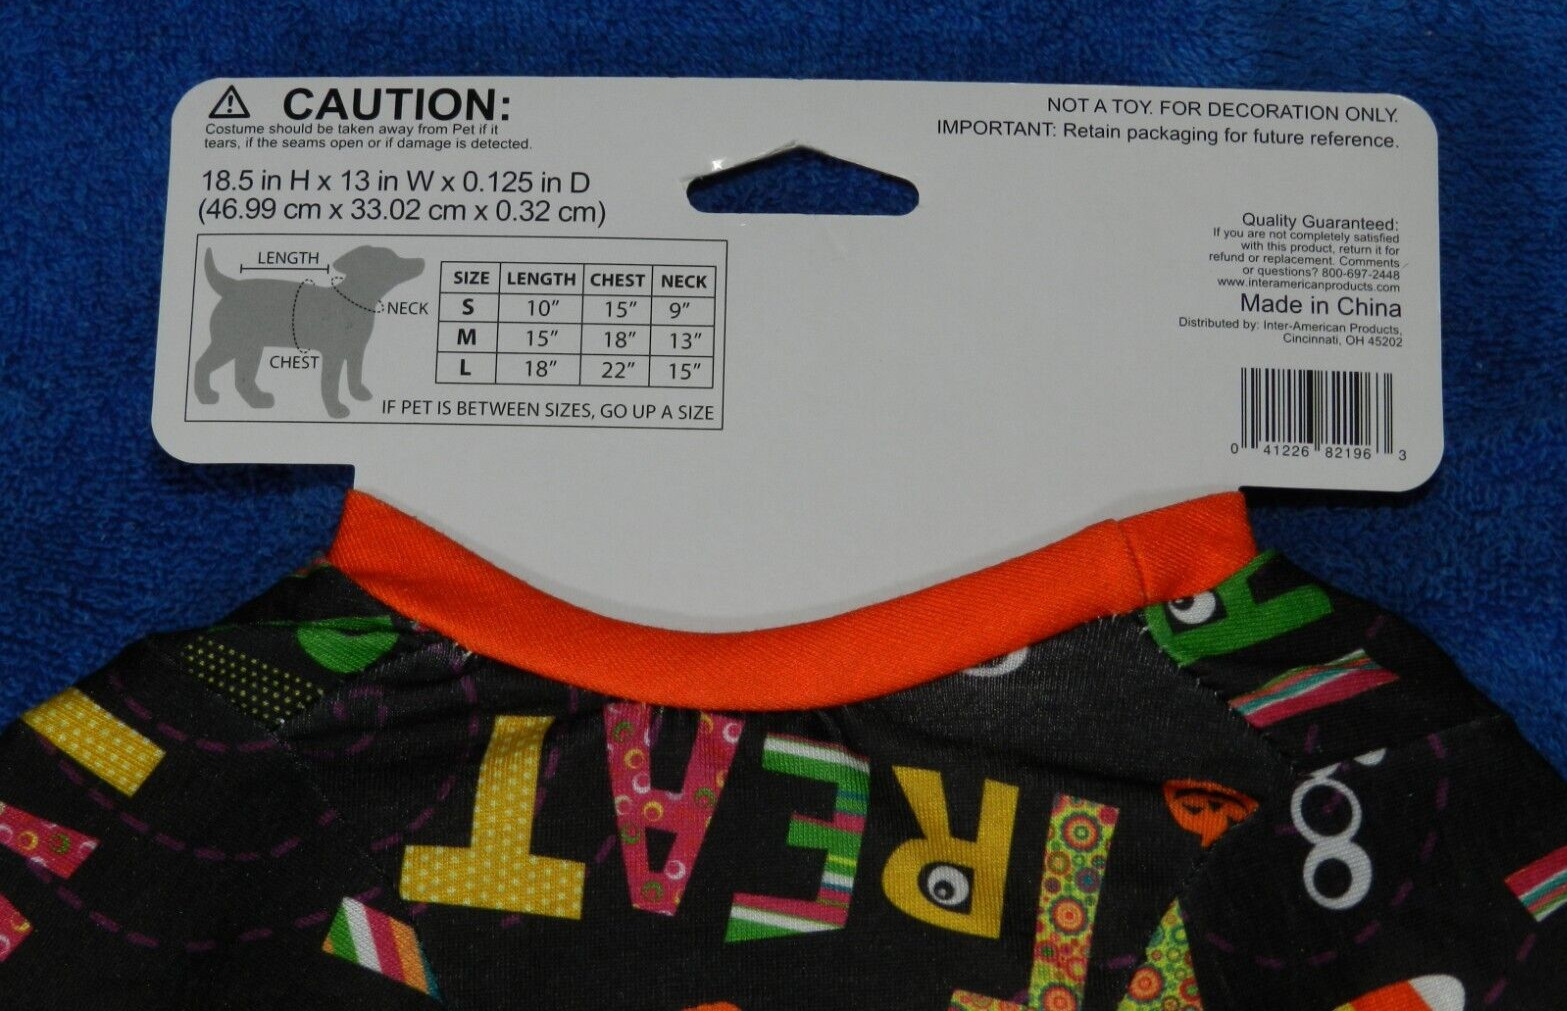 CAUTION:
Costume should be taken away from Pet if it
tears, if the seams open or if damage is detected.
18.5 in H x 13 in W x 0.125 in D
(46.99 cm x 33.02 cm x 0.32 cm)
LENGTH
NECK
CHEST
SIZE LENGTH CHEST NECK
S 10” 15” 9”
M 15” 18” 13”
L 18” 22” 15”
IF PET IS BETWEEN SIZES, GO UP A SIZE
NOT A TOY. FOR DECORATION ONLY.
IMPORTANT: Retain packaging for future reference.
Quality Guaranteed:
If you are not completely satisfied
with this product, return it for
refund or replacement. Comments
or questions? 800-697-2448
www.interamericanproducts.com
Made in China
Distributed by: Inter-American Products,
Cincinnati, OH 45202
0 41226 82196 3
TREAT